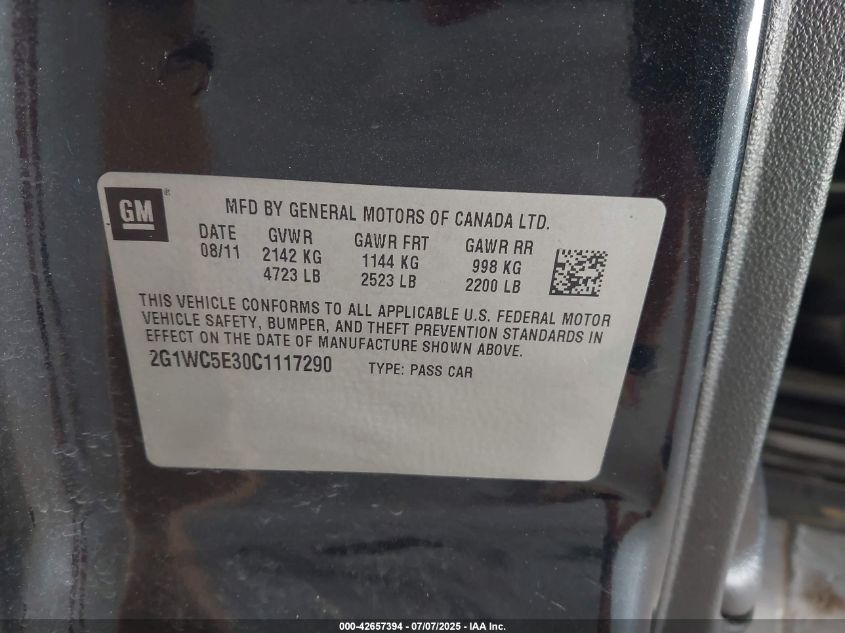 GM ®
MFD BY GENERAL MOTORS OF CANADA LTD.
DATE GVWR GAWR FRT GAWR RR
08/11 2142 KG 1144 KG 998 KG
4723 LB 2523 LB 2200 LB
THIS VEHICLE CONFORMS TO ALL APPLICABLE U.S. FEDERAL MOTOR
VEHICLE SAFETY, BUMPER, AND THEFT PREVENTION STANDARDS IN
EFFECT ON THE DATE OF MANUFACTURE SHOWN ABOVE.
2G1WC5E30C1117290 TYPE: PASS CAR
000-42657394 - 07/07/2025 - IAA Inc.